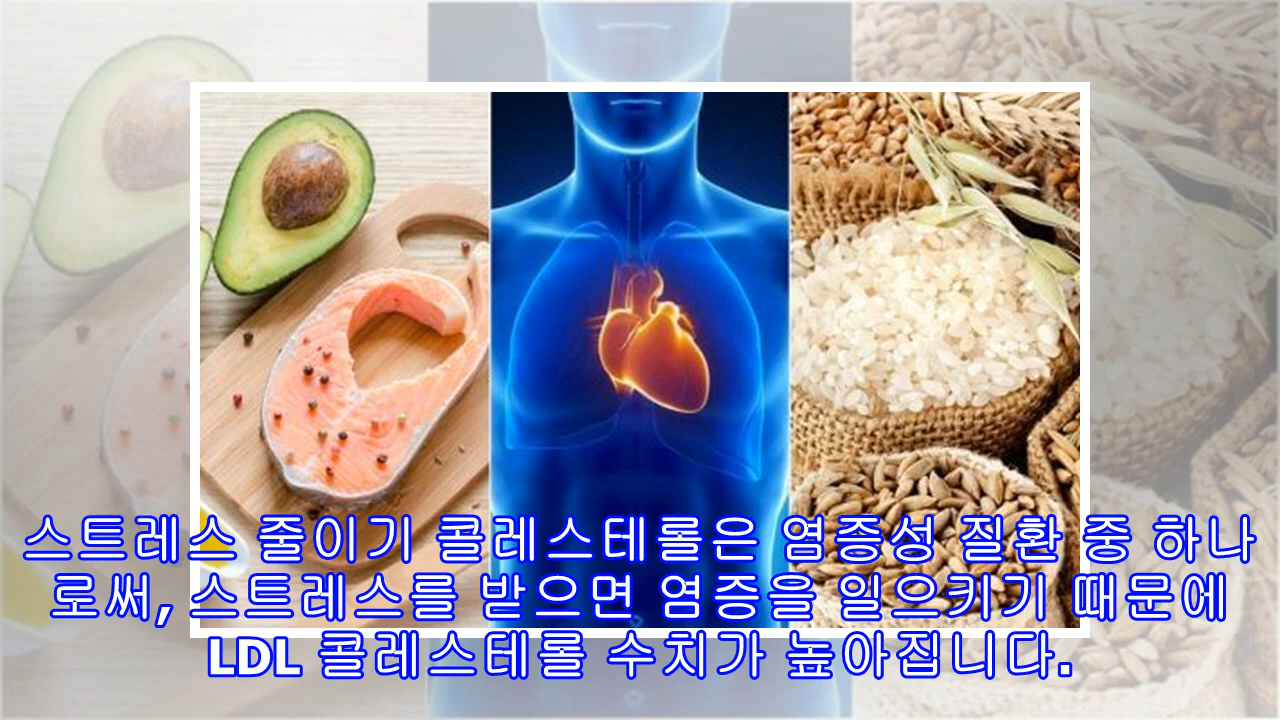 스트레스 줄이기 콜레스테롤은 염증성 질환 중 하나
로써, 스트레스를 받으면 염증을 일으키기 때문에
LDL 콜레스테롤 수치가 높아집니다.